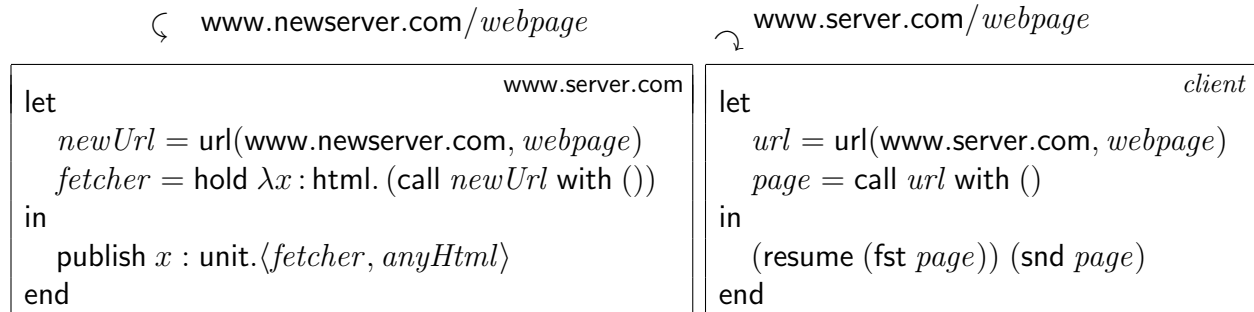 www.newserver.com/webpage
www.server.com/webpage
www.server.com
let
newUrl = url(www.newserver.com, webpage)
fetcher = hold λx : html. (call newUrl with ())
in
publish x : unit.⟨fetcher, anyHtml⟩
end
client
let
url = url(www.server.com, webpage)
page = call url with ()
in
(resume (fst page)) (snd page)
end